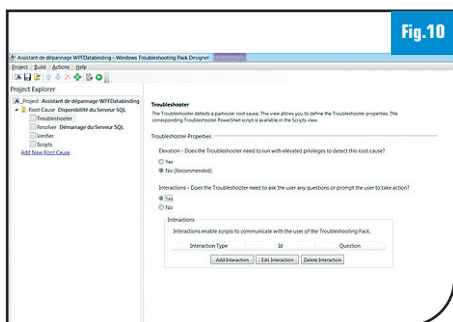 Fig.10
Assistant de dépannage WPFDatabinding - Windows Troubleshooting Pack Designer
Project Build Actions Help
Project Explorer
Project Assistant de dépannage WPFDatabinding
Root Cause Disponibilité du Serveur SQL
Troubleshooter
Resolver Démarrage du Serveur SQL
Verifier
Scripts
Add New Root Cause
Troubleshooter
The Troubleshooter detects a particular root cause. This view allows you to define the Troubleshooter properties. The
corresponding Troubleshooter PowerShell script is available in the Scripts view.
Troubleshooter Properties
Elevation - Does the Troubleshooter need to run with elevated privileges to detect this root cause?
Yes
No (Recommended)
Interactions - Does the Troubleshooter need to ask the user any questions or prompt the user to take action?
Yes
No
Interactions
Interactions enable scripts to communicate with the user of the Troubleshooting Pack.
Interaction Type Id Question
Add Interaction Edit Interaction Delete Interaction